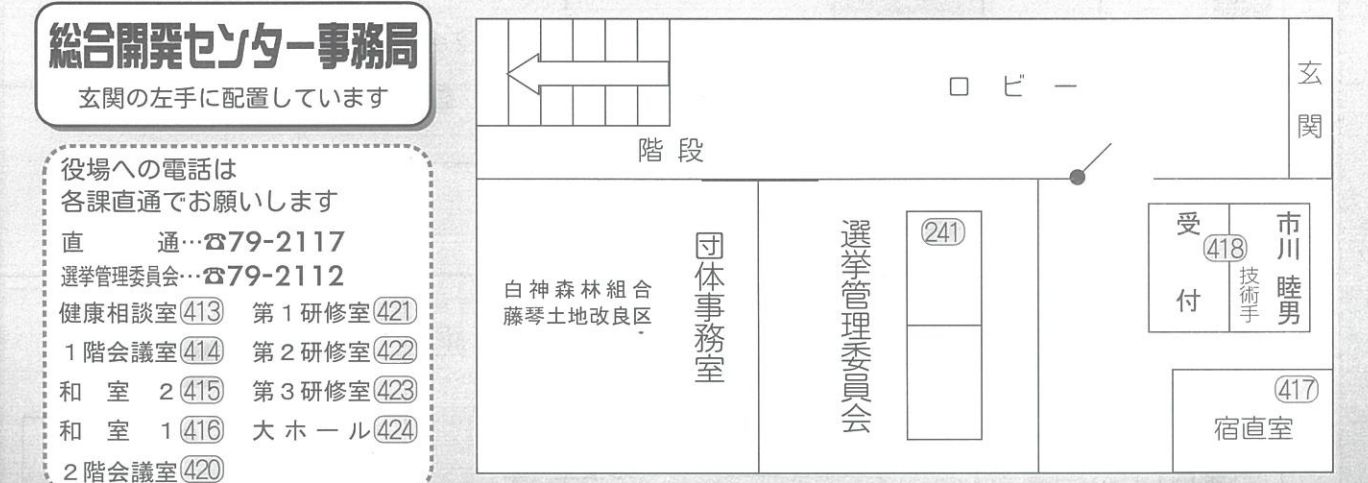 総合開発センター事務局
玄関の左手に配置しています
役場への電話は
各課直通でお願いします
直　　通…☎79-2117
選挙管理委員会…☎79-2112
健康相談室413　第1研修室421
1階会議室414　第2研修室422
和　室　2 415　第3研修室423
和　室　1 416　大ホール424
2階会議室420
ロビー
玄関
階段
白神森林組合
藤琴土地改良区
団体事務室
選挙管理委員会
241
受付
418
市川 睦男
技術手
417
宿直室